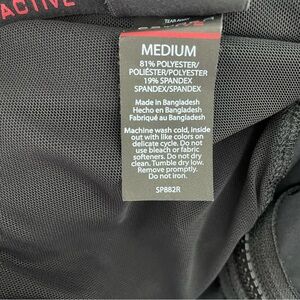 ACTIVE
TEAR AWAY
MEDIUM
81% POLYESTER/
POLIÉSTER/POLYESTER
19% SPANDEX
SPANDEX/SPANDEX
Made in Bangladesh
Hecho en Bangladesh
Fabriqué au Bangladesh
Machine wash cold, inside
out with like colors on
delicate cycle. Do not
use bleach or fabric
softeners. Do not dry
clean. Tumble dry low.
Remove promptly.
Do not iron.
SP882R